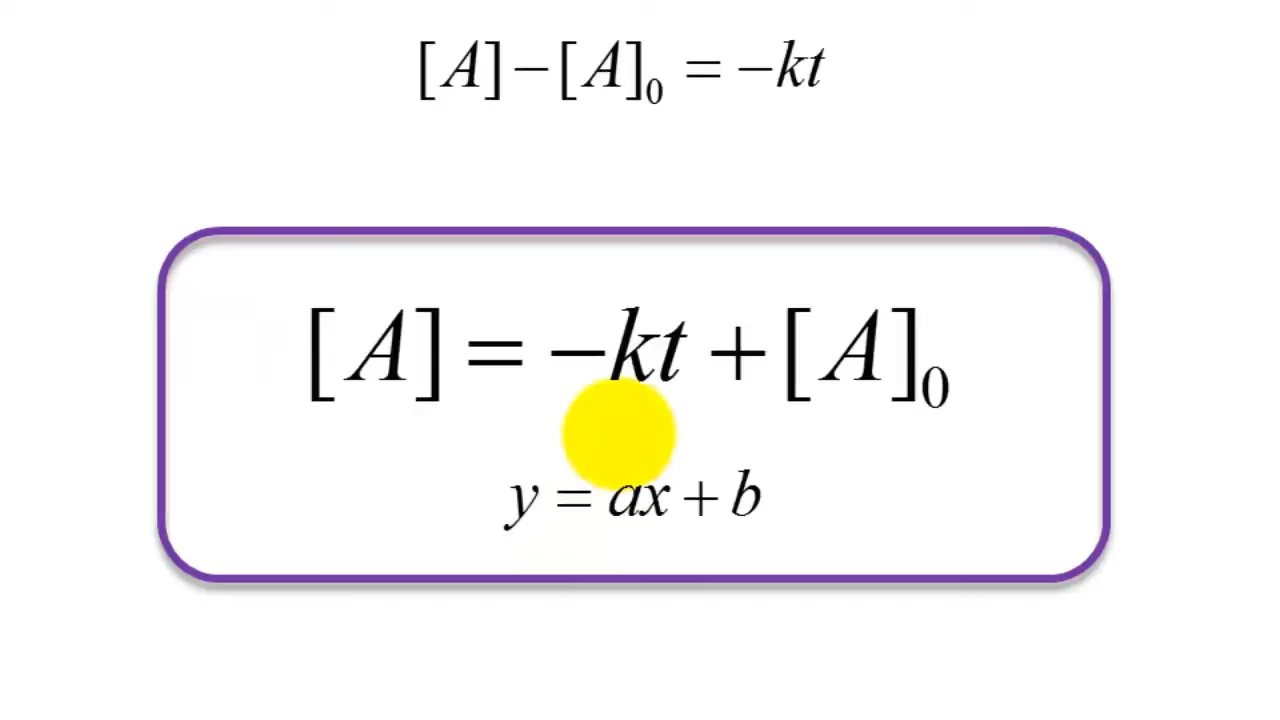 [A]−[A]₀ = −kt
[A] = −kt + [A]₀
y = ax + b